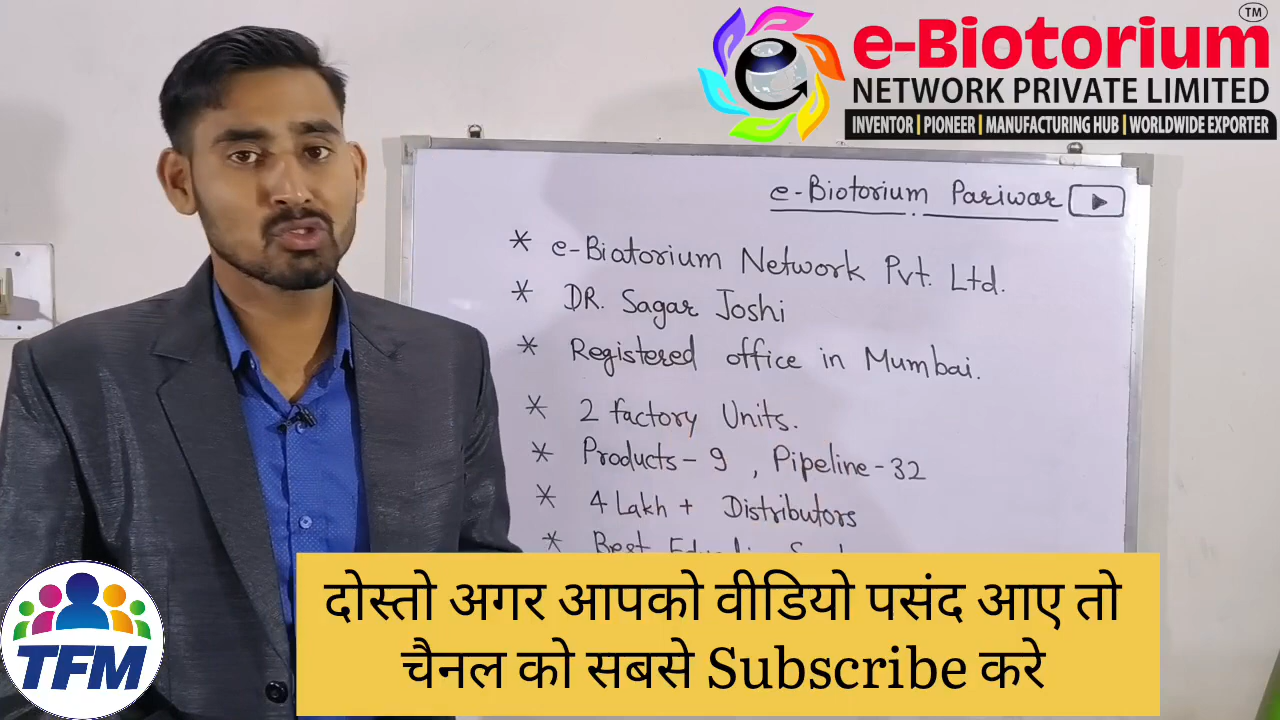 TM
e-Biotorium
NETWORK PRIVATE LIMITED
INVENTOR | PIONEER | MANUFACTURING HUB | WORLDWIDE EXPORTER
e-Biotorium Pariwar
* e-Biatorium Network Pvt. Ltd.
* DR. Sagar Joshi
* Registered office in Mumbai.
* 2 factory Units.
* Products - 9 , Pipeline - 32
* 4 Lakh + Distributors
* Best
दोस्तो अगर आपको वीडियो पसंद आए तो
चैनल को सबसे Subscribe करे
TFM